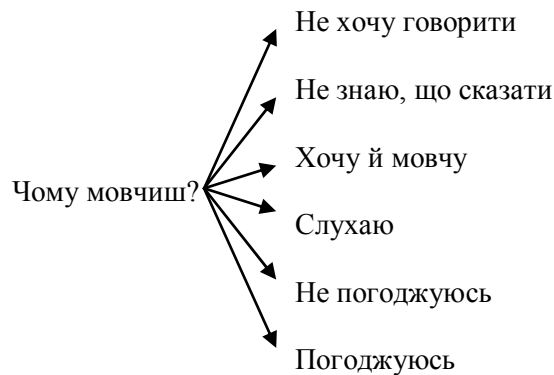 Не хочу говорити
Не знаю, що сказати
Хочу й мовчу
Чому мовчиш?
Слухаю
Не погоджуюсь
Погоджуюсь